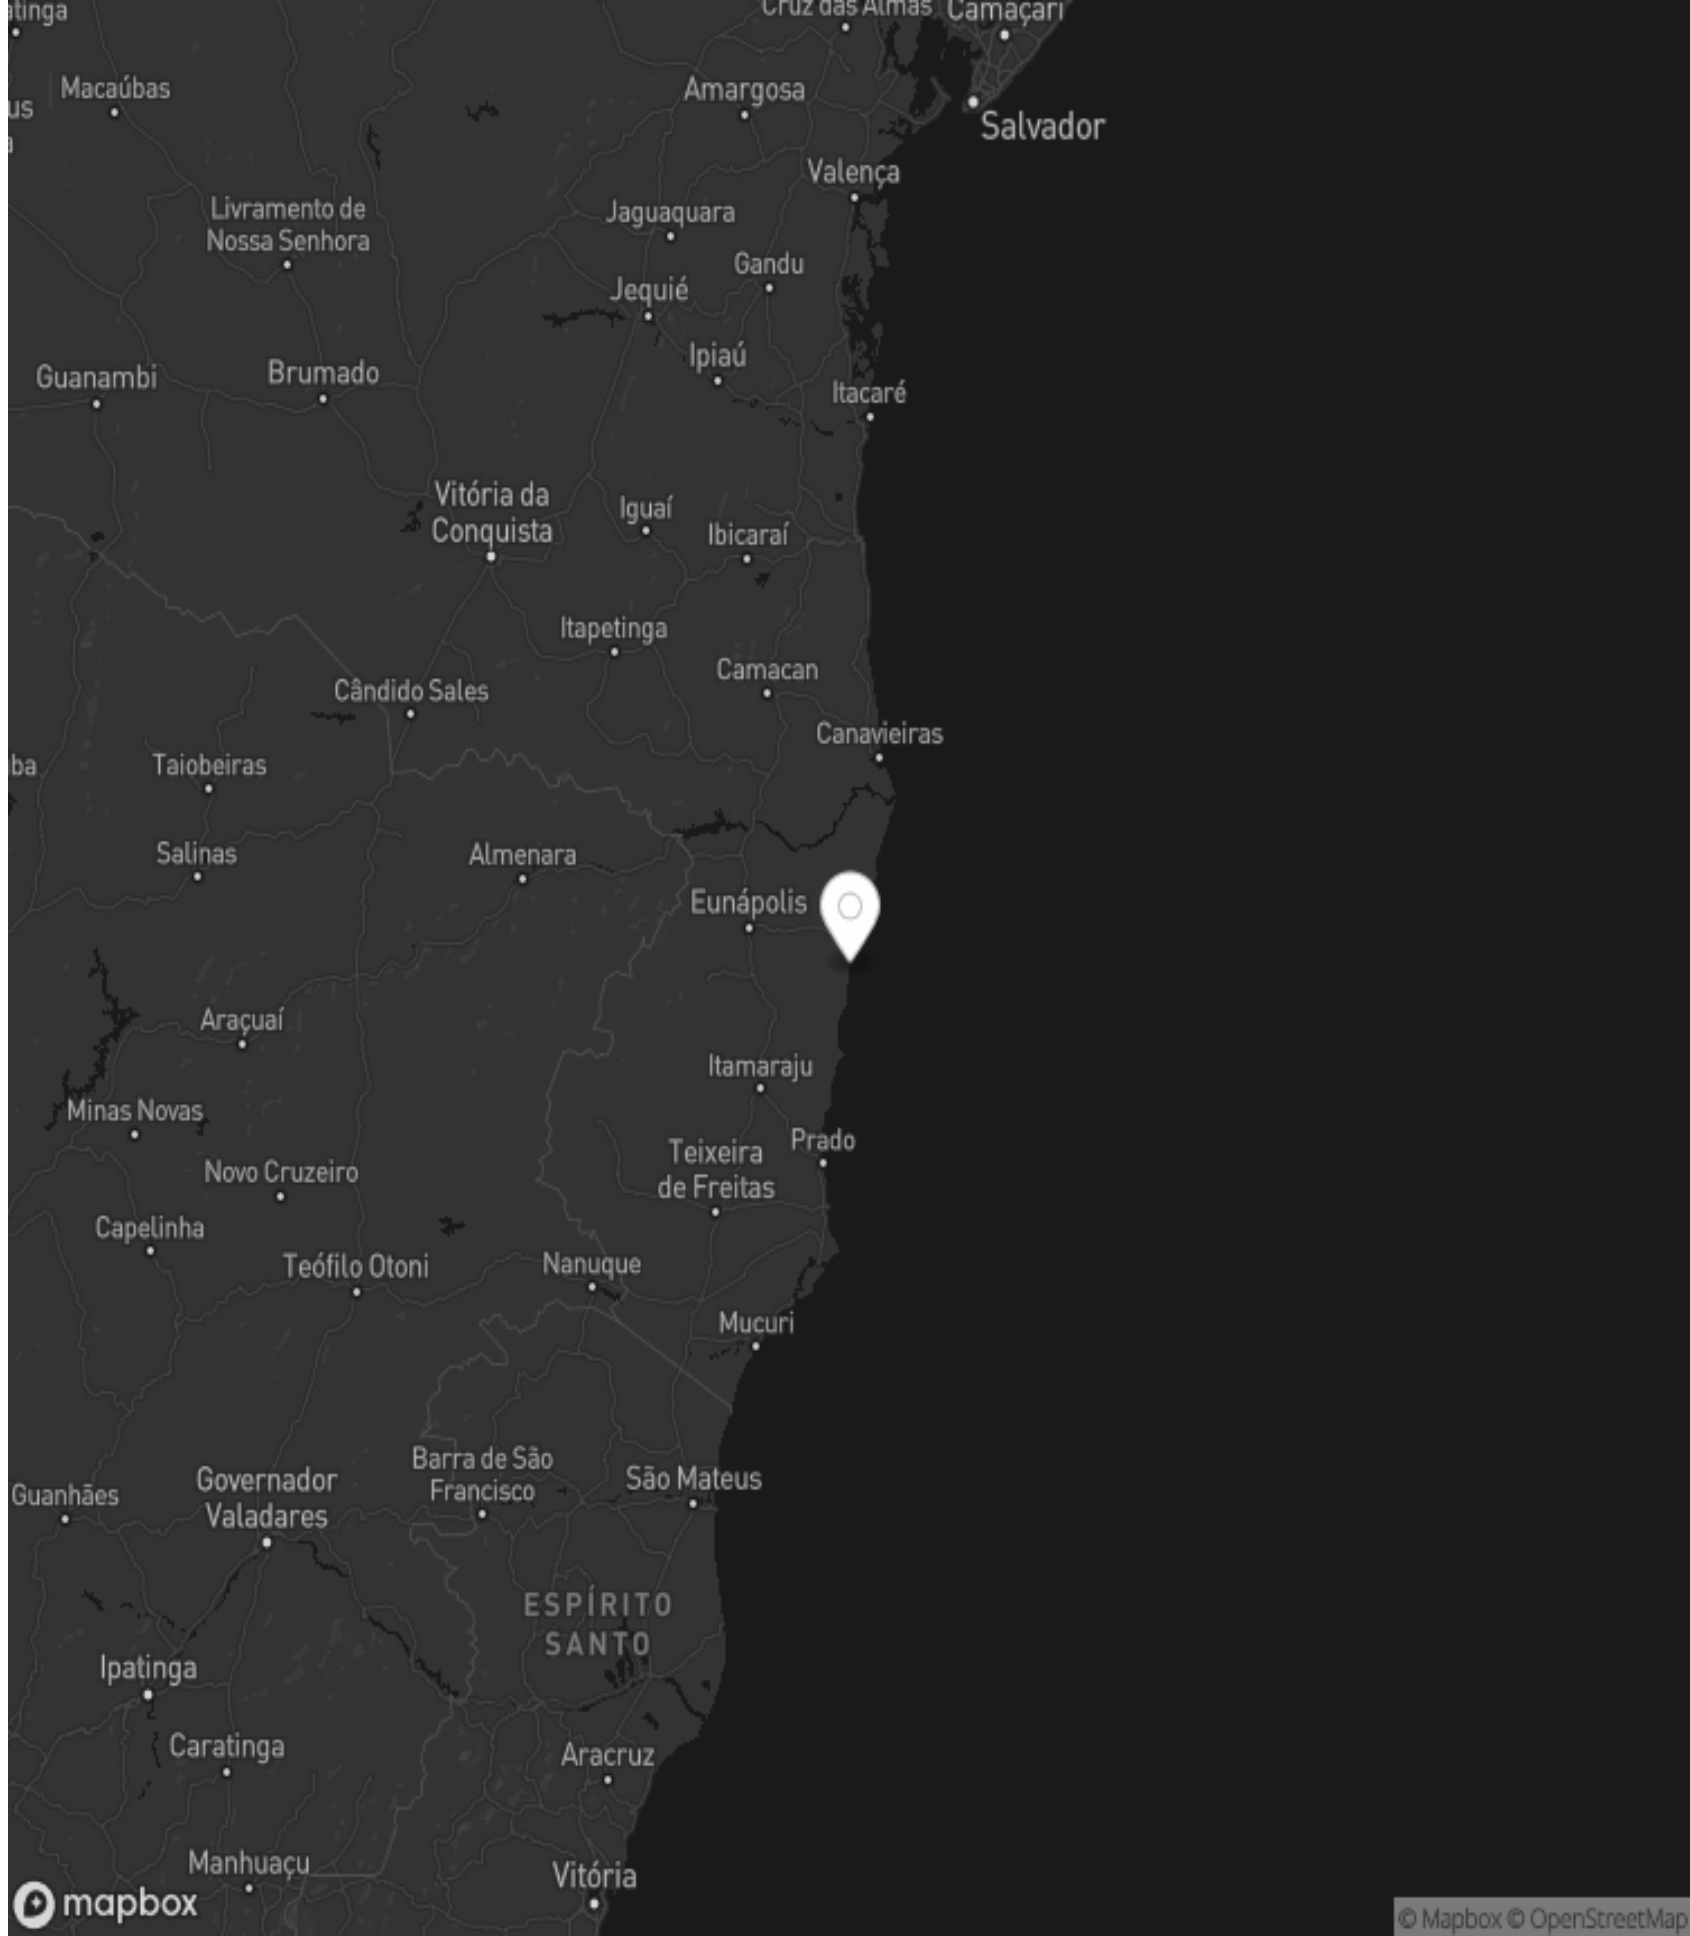 atinga
Cruz das Almas
Camaçari
Macaúbas
us
Amargosa
Salvador
Valença
Livramento de
Nossa Senhora
Jaguaquara
Gandu
Jequié
Ipiaú
Guanambi
Brumado
Itacaré
Vitória da
Conquista
Iguaí
Ibicaraí
Itapetinga
Camacan
Cândido Sales
Canavieiras
ba
Taiobeiras
Salinas
Almenara
Eunápolis
Araçuaí
Itamaraju
Minas Novas
Prado
Teixeira
de Freitas
Novo Cruzeiro
Capelinha
Teófilo Otoni
Nanuque
Mucuri
Barra de São
Francisco
São Mateus
Governador
Valadares
Guanhães
ESPÍRITO
SANTO
Ipatinga
Caratinga
Aracruz
Manhuaçu
Vitória
mapbox
© Mapbox © OpenStreetMap